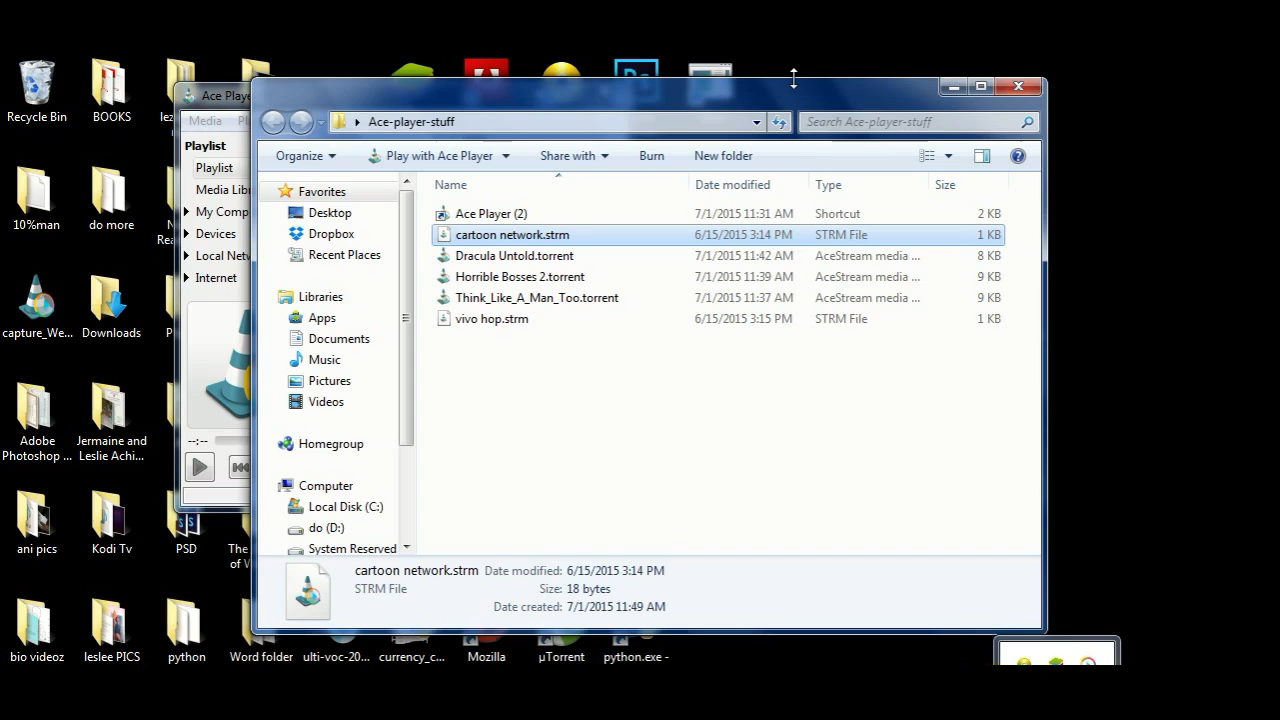 Recycle Bin
BOOKS
Ace Playe
Media
Playlist
Playlist
Media Lib
My Comp
Devices
Local Netw
Internet
--:--
Ace-player-stuff
Search Ace-player-stuff
Organize
Play with Ace Player
Share with
Burn
New folder
Favorites
Desktop
Dropbox
Recent Places
Libraries
Apps
Documents
Music
Pictures
Videos
Homegroup
Computer
Local Disk (C:)
do (D:)
System Reserved
Name Date modified Type Size
Ace Player (2) 7/1/2015 11:31 AM Shortcut 2 KB
cartoon network.strm 6/15/2015 3:14 PM STRM File 1 KB
Dracula Untold.torrent 7/1/2015 11:42 AM AceStream media ... 8 KB
Horrible Bosses 2.torrent 7/1/2015 11:39 AM AceStream media ... 9 KB
Think_Like_A_Man_Too.torrent 7/1/2015 11:37 AM AceStream media ... 9 KB
vivo hop.strm 6/15/2015 3:15 PM STRM File 1 KB
cartoon network.strm Date modified: 6/15/2015 3:14 PM
STRM File Size: 18 bytes
Date created: 7/1/2015 11:49 AM
10%man
do more
capture_We...
Downloads
Adobe
Photoshop ...
Jermaine and
Leslie Achi...
ani pics
Kodi Tv
PSD
The
of W
bio videoz
leslee PICS
python
Word folder
ulti-voc-20...
currency_c...
Mozilla
µTorrent
python.exe -